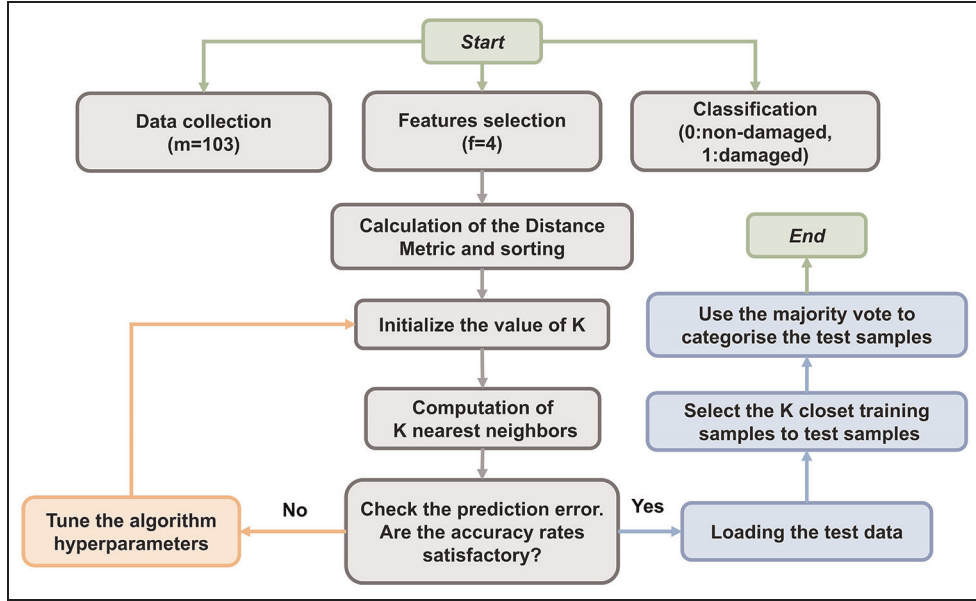 Start
Data collection
(m=103)
Features selection
(f=4)
Classification
(0:non-damaged,
1:damaged)
Calculation of the Distance
Metric and sorting
Initialize the value of K
Computation of
K nearest neighbors
Check the prediction error.
Are the accuracy rates
satisfactory?
No
Tune the algorithm
hyperparameters
Yes
Loading the test data
Select the K closet training
samples to test samples
Use the majority vote to
categorise the test samples
End